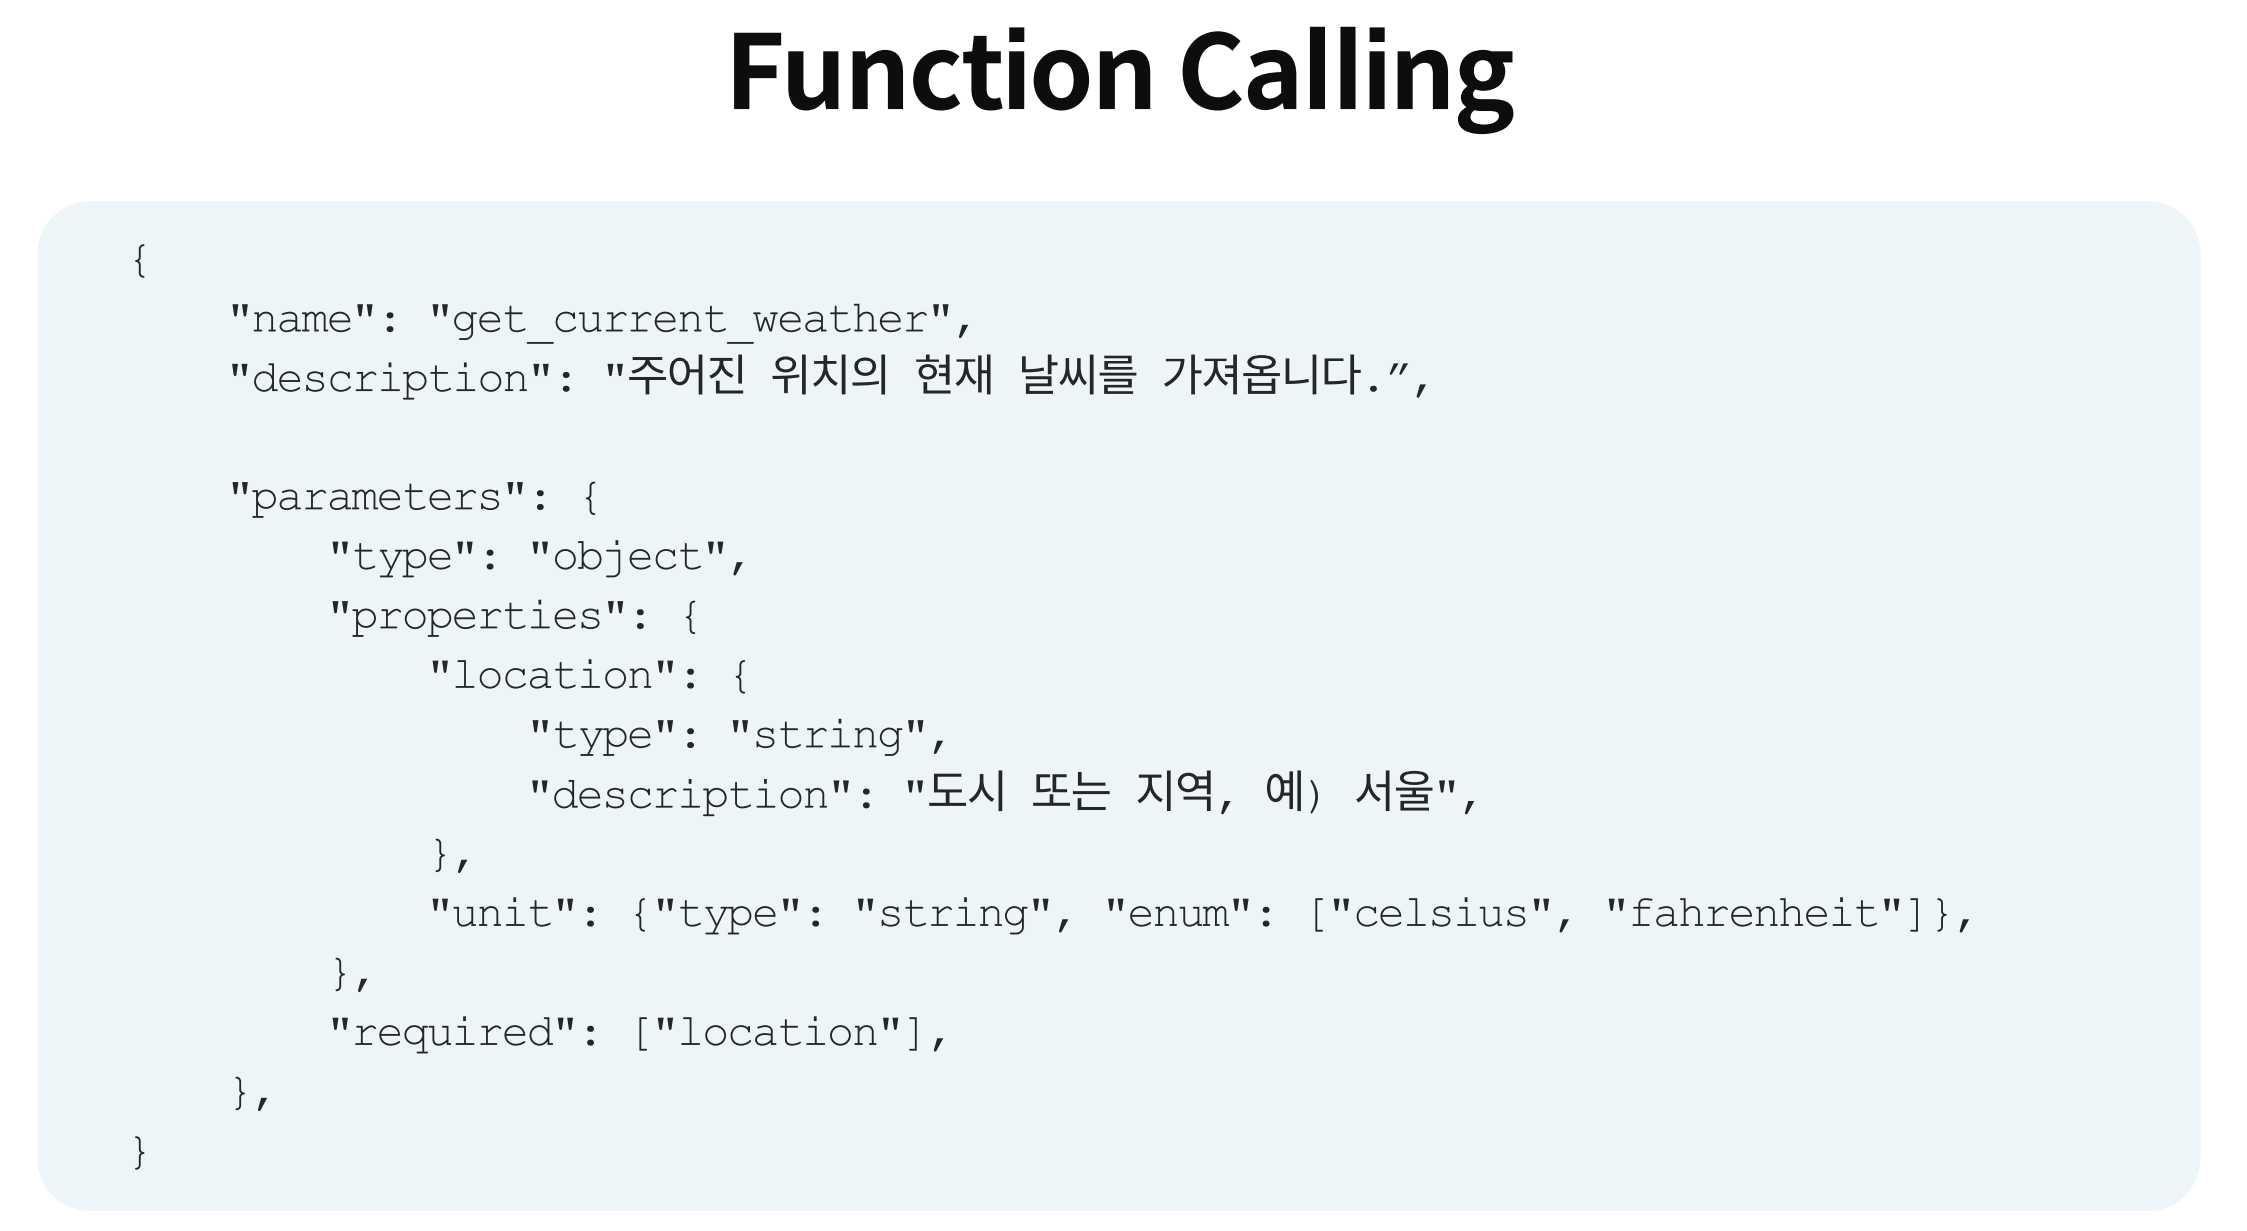 Function Calling
{
"name": "get_current_weather",
"description": "주어진 위치의 현재 날씨를 가져옵니다.”,
"parameters": {
"type": "object",
"properties": {
"location": {
"type": "string",
"description": "도시 또는 지역, 예) 서울",
},
"unit": {"type": "string", "enum": ["celsius", "fahrenheit"]},
},
"required": ["location"],
},
}